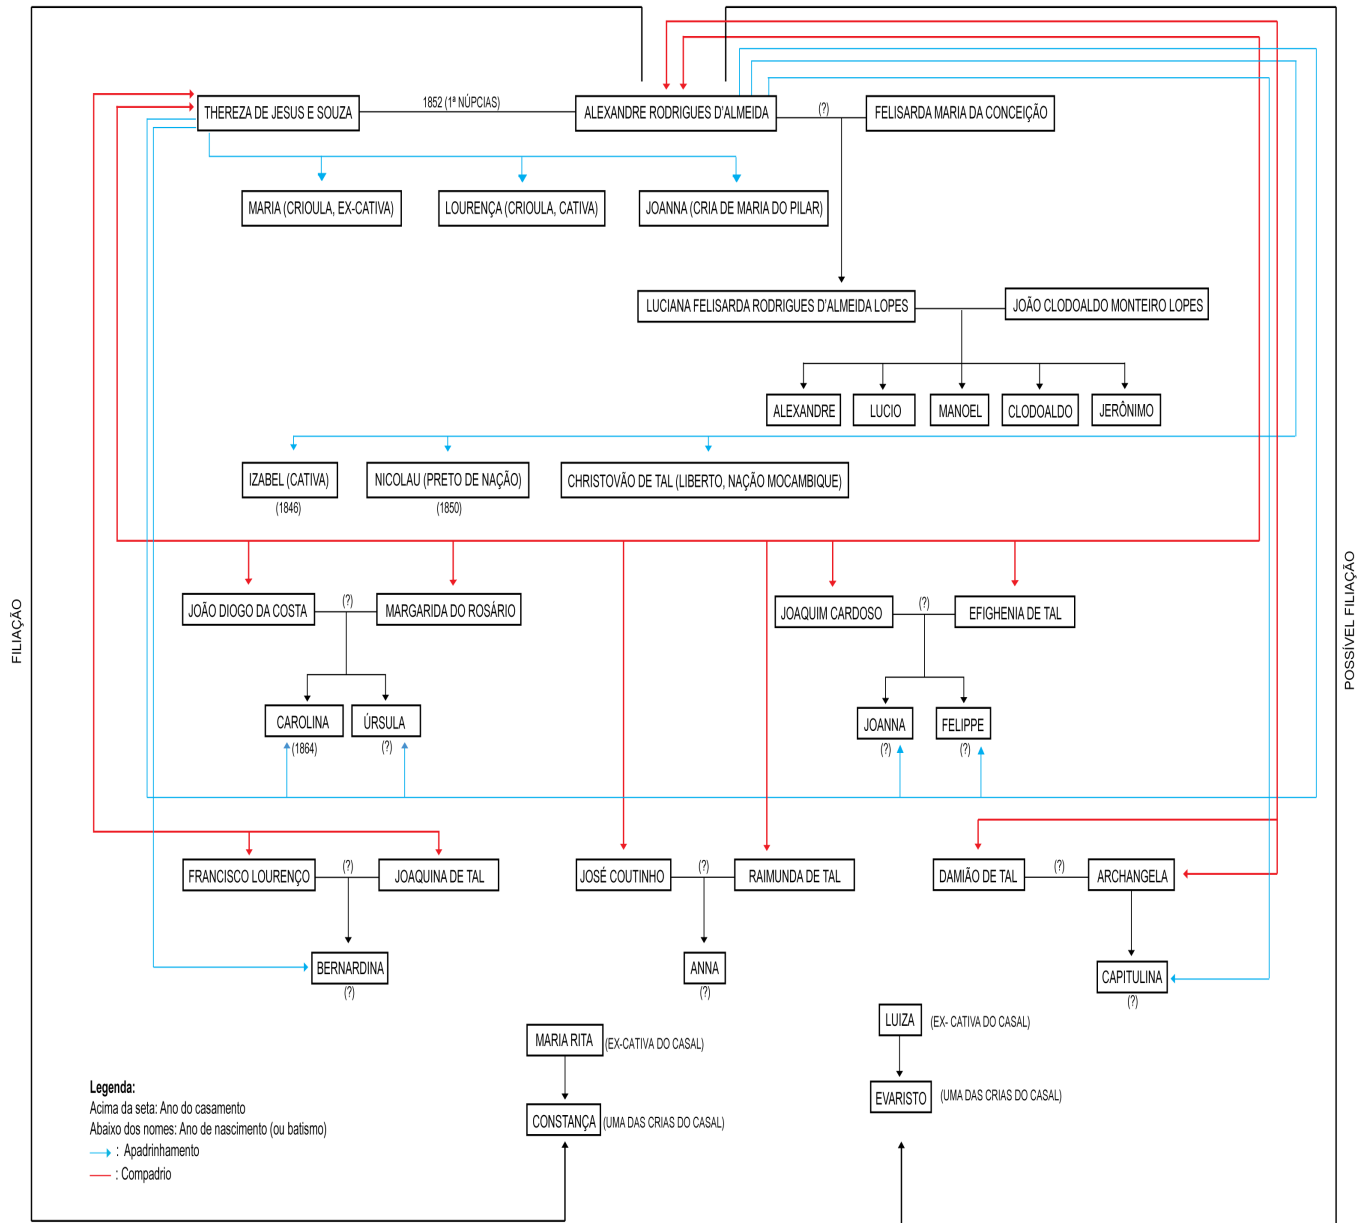 1852 (1ª NÚPCIAS)
(?)
THEREZA DE JESUS E SOUZA
ALEXANDRE RODRIGUES D'ALMEIDA
FELISARDA MARIA DA CONCEIÇÃO
MARIA (CRIOULA, EX-CATIVA)
LOURENÇA (CRIOULA, CATIVA)
JOANNA (CRIA DE MARIA DO PILAR)
LUCIANA FELISARDA RODRIGUES D'ALMEIDA LOPES
JOÃO CLODOALDO MONTEIRO LOPES
ALEXANDRE
LUCIO
MANOEL
CLODOALDO
JERÔNIMO
IZABEL (CATIVA)
(1846)
NICOLAU (PRETO DE NAÇÃO)
(1850)
CHRISTOVÃO DE TAL (LIBERTO, NAÇÃO MOCAMBIQUE)
FILIAÇÃO
POSSÍVEL FILIAÇÃO
JOÃO DIOGO DA COSTA
(?)
MARGARIDA DO ROSÁRIO
JOAQUIM CARDOSO
(?)
EFIGHENIA DE TAL
CAROLINA
(1864)
ÚRSULA
(?)
JOANNA
(?)
FELIPPE
(?)
FRANCISCO LOURENÇO
(?)
JOAQUINA DE TAL
JOSÉ COUTINHO
(?)
RAIMUNDA DE TAL
DAMIÃO DE TAL
(?)
ARCHANGELA
BERNARDINA
(?)
ANNA
(?)
CAPITULINA
(?)
MARIA RITA
(EX-CATIVA DO CASAL)
LUIZA
(EX- CATIVA DO CASAL)
CONSTANÇA
(UMA DAS CRIAS DO CASAL)
EVARISTO
(UMA DAS CRIAS DO CASAL)
Legenda:
Acima da seta: Ano do casamento
Abaixo dos nomes: Ano de nascimento (ou batismo)
: Apadrinhamento
: Compadrio